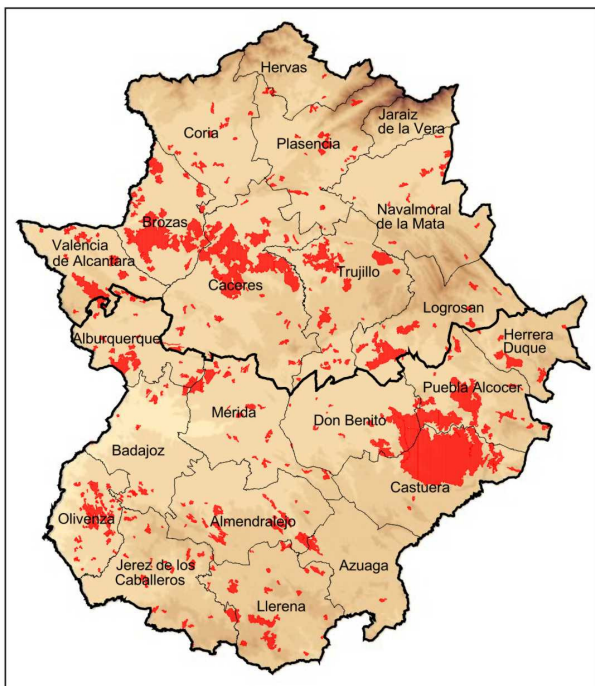 Hervas
Jaraiz
de la Vera
Coria
Plasencia
Navalmoral
de la Mata
Brozas
Valencia
de Alcantara
Trujillo
Caceres
Logrosan
Alburquerque
Herrera
Duque
Puebla Alcocer
Mérida
Don Benito
Badajoz
Castuera
Olivenza
Almendralejo
Jerez de los
Caballeros
Azuaga
Llerena